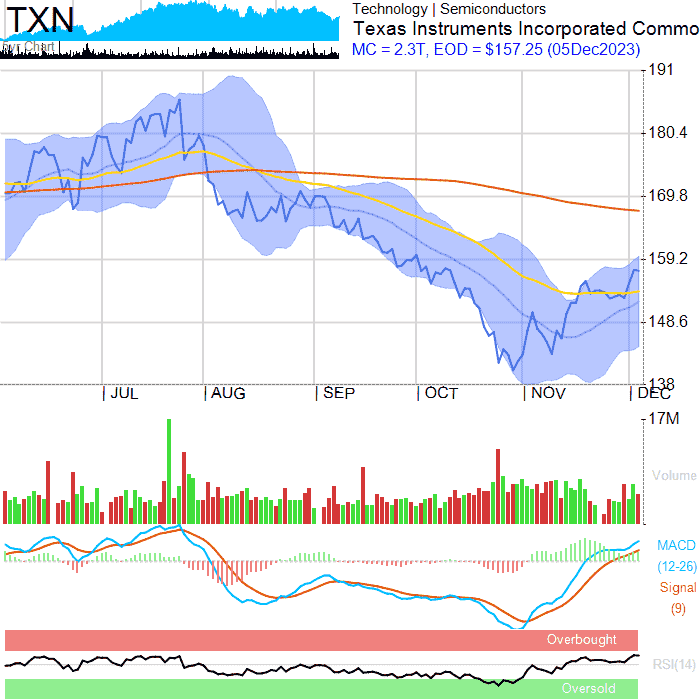 TXN
5yr Chart
Technology | Semiconductors
Texas Instruments Incorporated Commo
MC = 2.3T, EOD = $157.25 (05Dec2023)
191
180.4
169.8
159.2
148.6
138
JUL
AUG
SEP
OCT
NOV
DEC
17M
Volume
MACD
(12-26)
Signal
(9)
Overbought
RSI(14)
Oversold